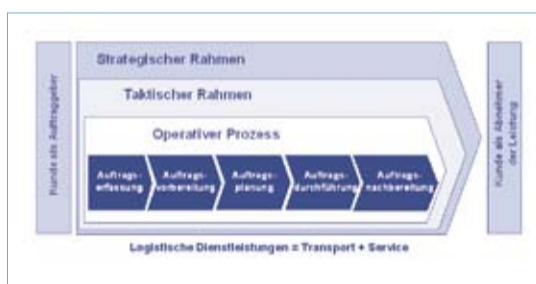 Kunde als Auftraggeber
Strategischer Rahmen
Taktischer Rahmen
Operativer Prozess
Auftrags-
erfassung
Auftrags-
vorbereitung
Auftrags-
planung
Auftrags-
durchführung
Auftrags-
nachbereitung
Kunde als Abnehmer
der Leistung
Logistische Dienstleistungen = Transport + Service